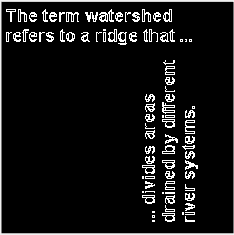 The term watershed
refers to a ridge that ...
... divides areas
drained by different
river systems.